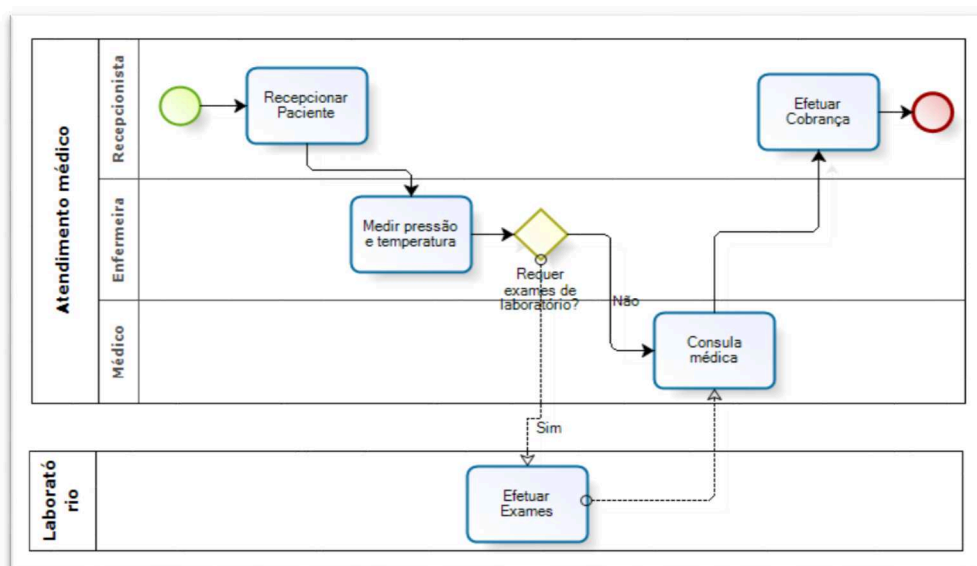 Atendimento médico
Recepcionista
Recepcionar
Paciente
Efetuar
Cobrança
Enfermeira
Medir pressão
e temperatura
Requer
exames de
laboratório?
Não
Médico
Consula
médica
Sim
Laborató
rio
Efetuar
Exames